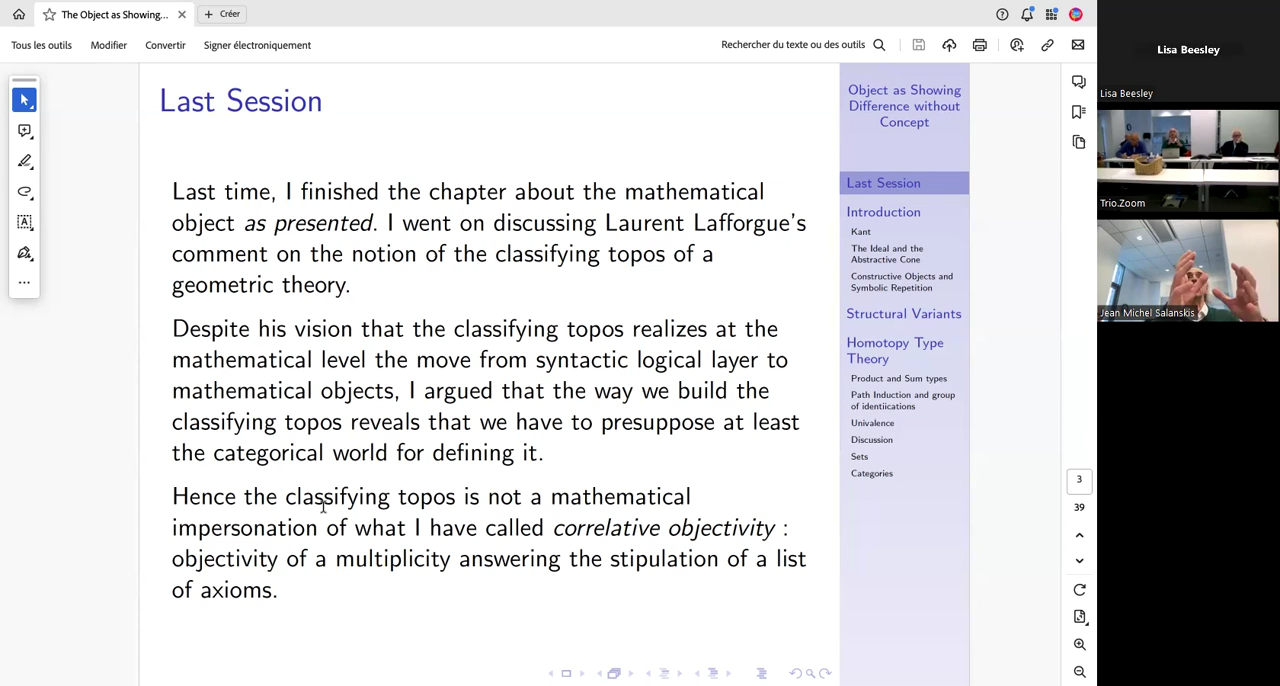 The Object as Showing...
Créer
Tous les outils
Modifier
Convertir
Signer électroniquement
Rechercher du texte ou des outils
Last Session
Last time, I finished the chapter about the mathematical
object as presented. I went on discussing Laurent Lafforgue's
comment on the notion of the classifying topos of a
geometric theory.
Despite his vision that the classifying topos realizes at the
mathematical level the move from syntactic logical layer to
mathematical objects, I argued that the way we build the
classifying topos reveals that we have to presuppose at least
the categorical world for defining it.
Hence the classifying topos is not a mathematical
impersonation of what I have called correlative objectivity :
objectivity of a multiplicity answering the stipulation of a list
of axioms.
Object as Showing
Difference without
Concept
Last Session
Introduction
Kant
The Ideal and the
Abstractive Cone
Constructive Objects and
Symbolic Repetition
Structural Variants
Homotopy Type
Theory
Product and Sum types
Path Induction and group
of identiications
Univalence
Discussion
Sets
Categories
3
39
Lisa Beesley
Lisa Beesley
Trio.Zoom
Jean Michel Salanskis